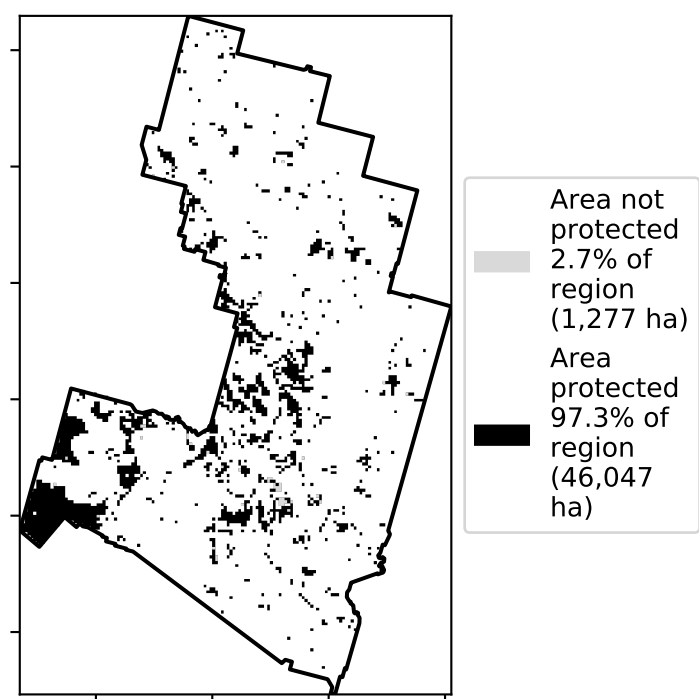 Area not
protected
2.7% of
region
(1,277 ha)
Area
protected
97.3% of
region
(46,047
ha)